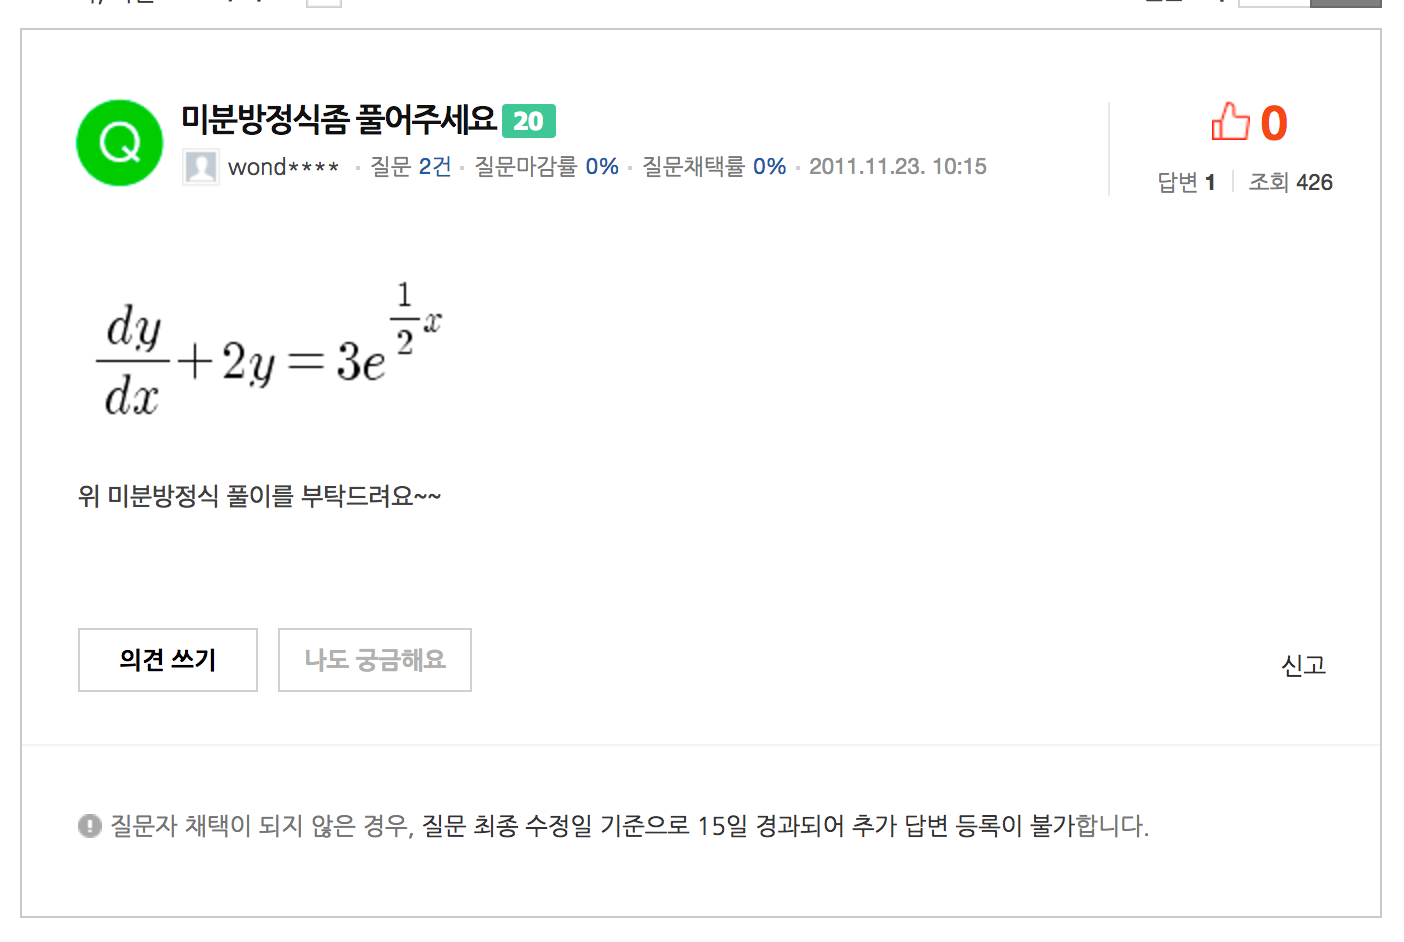 미분방정식좀 풀어주세요 20
wond**** · 질문 2건 · 질문마감률 0% · 질문채택률 0% · 2011.11.23. 10:15
0
답변 1 조회 426
dy/dx + 2y = 3e^{1/2 x}
위 미분방정식 풀이를 부탁드려요~~
의견 쓰기 나도 궁금해요
신고
질문자 채택이 되지 않은 경우, 질문 최종 수정일 기준으로 15일 경과되어 추가 답변 등록이 불가합니다.